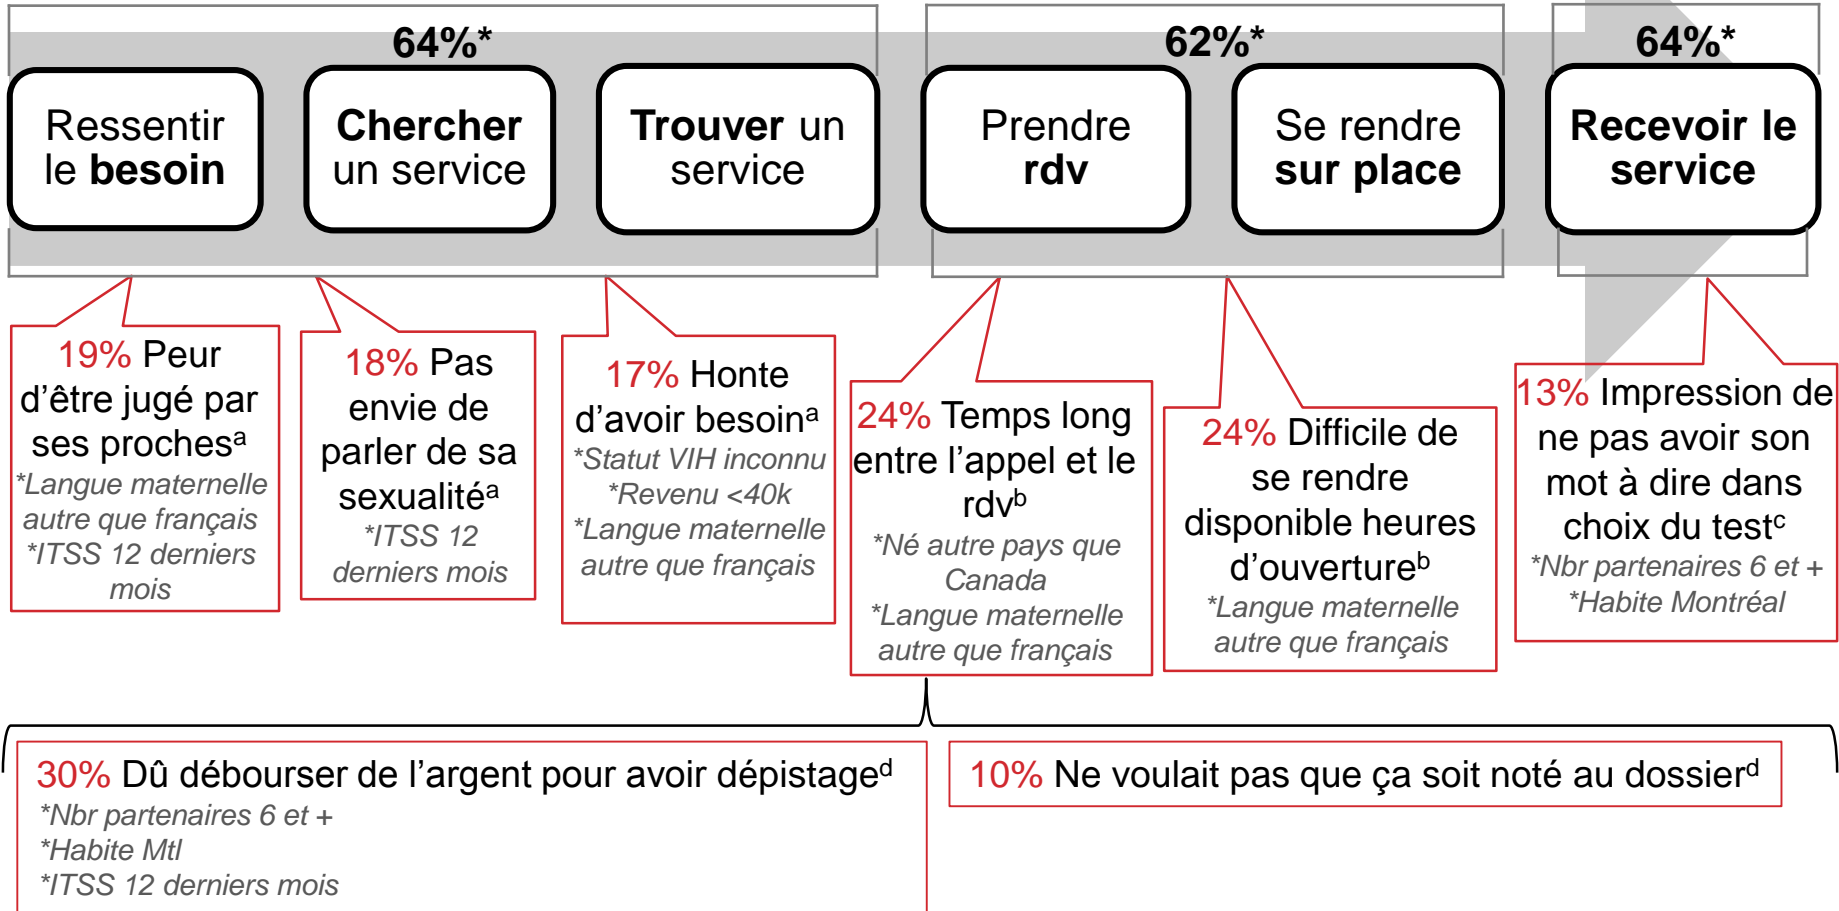 64%*
62%*
64%*
Ressentir
le besoin
Chercher
un service
Trouver un
service
Prendre
rdv
Se rendre
sur place
Recevoir le
service
19% Peur
d'être jugé par
ses prochesᵃ
*Langue maternelle
autre que français
*ITSS 12 derniers
mois
18% Pas
envie de
parler de sa
sexualitéᵃ
*ITSS 12
derniers mois
17% Honte
d'avoir besoinᵃ
*Statut VIH inconnu
*Revenu <40k
*Langue maternelle
autre que français
24% Temps long
entre l'appel et le
rdvᵇ
*Né autre pays que
Canada
*Langue maternelle
autre que français
24% Difficile de
se rendre
disponible heures
d'ouvertureᵇ
*Langue maternelle
autre que français
13% Impression de
ne pas avoir son
mot à dire dans
choix du testᶜ
*Nbr partenaires 6 et +
*Habite Montréal
30% Dû débourser de l'argent pour avoir dépistageᵈ
*Nbr partenaires 6 et +
*Habite Mtl
*ITSS 12 derniers mois
10% Ne voulait pas que ça soit noté au dossierᵈ